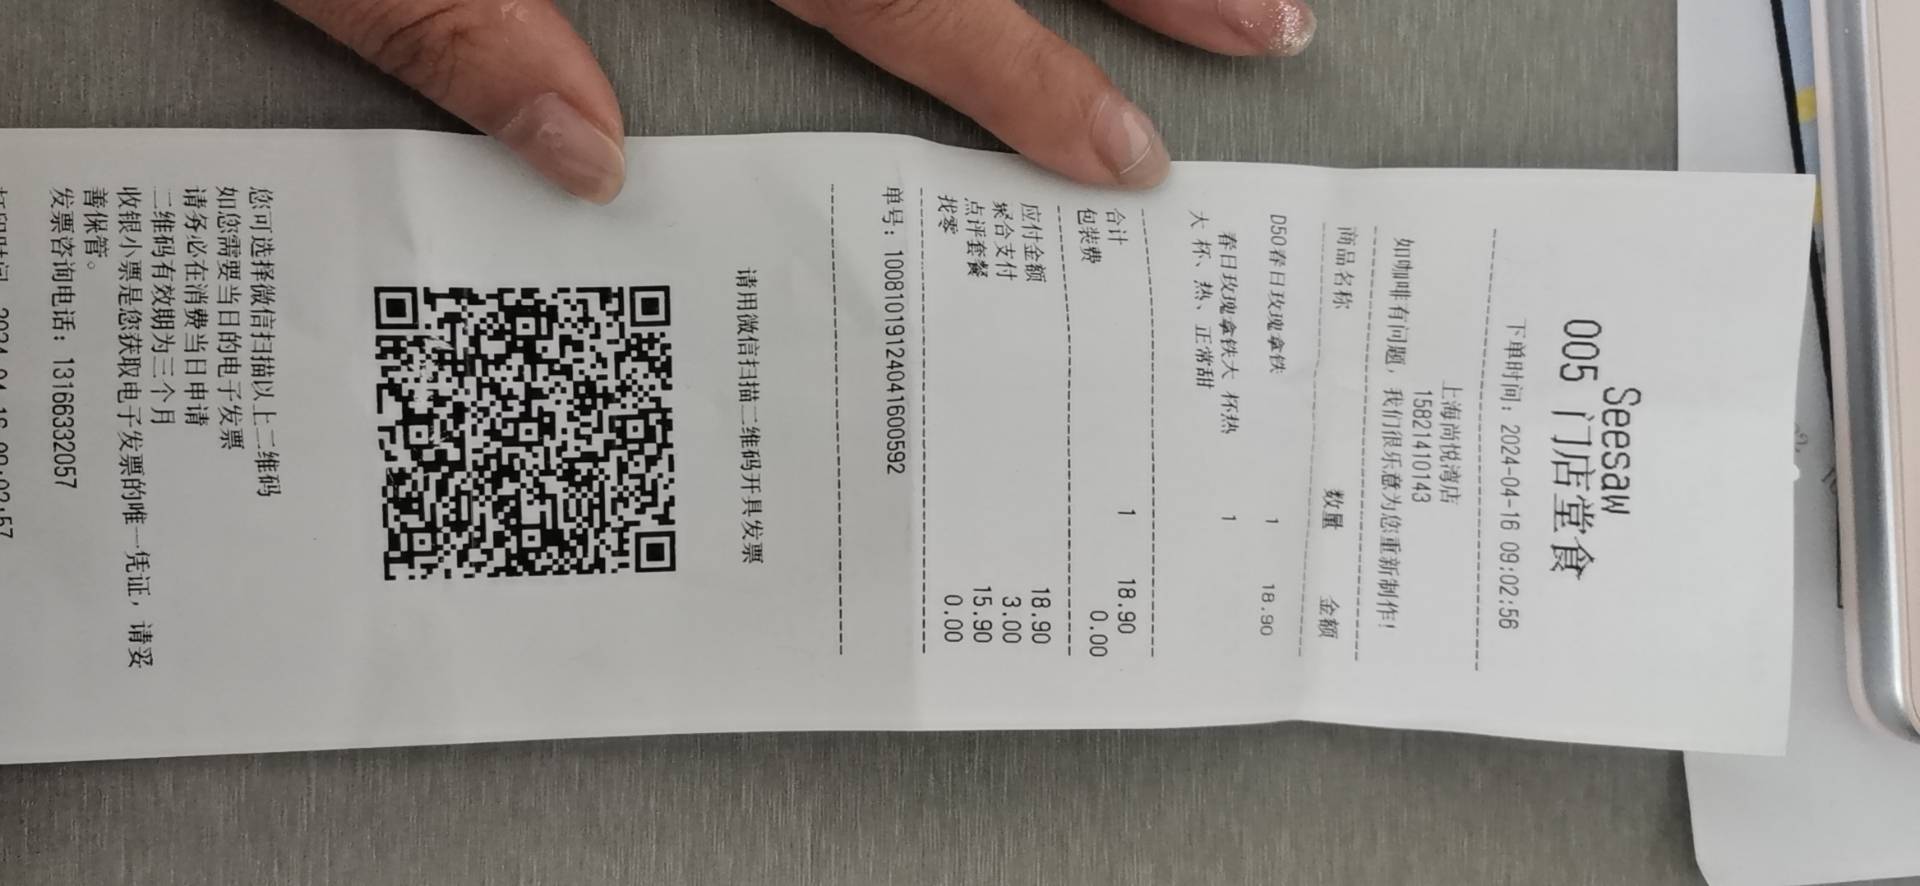 Seesaw
005 门店堂食
下单时间：2024-04-16 09:02:56
上海尚悦湾店
15821410143
如咖啡有问题，我们很乐意为您重新制作!
商品名称 数量 金额
D50春日玫瑰拿铁 1 18.90
春日玫瑰拿铁大 杯热 1
大 杯、热、正常甜
合计 1 18.90
包装费 0.00
应付金额 18.90
聚合支付 3.00
点评套餐 15.90
找零 0.00
单号：10081019124041600592
请用微信扫描二维码开具发票
您可选择微信扫描以上二维码
如您需要当日的电子发票
请务必在消费当日申请
二维码有效期为三个月
收银小票是您获取电子发票的唯一凭证，请妥
善保管。
发票咨询电话：13166332057